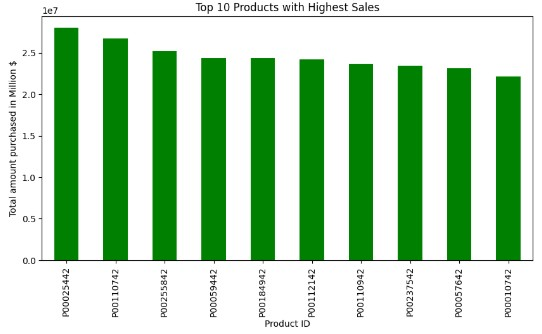 Top 10 Products with Highest Sales
1e7
Total amount purchased in Million $
2.5
2.0
1.5
1.0
0.5
0.0
P00025442
P00110742
P00255842
P00059442
P00184942
P00112142
P00110942
P00237542
P00057642
P00010742
Product ID